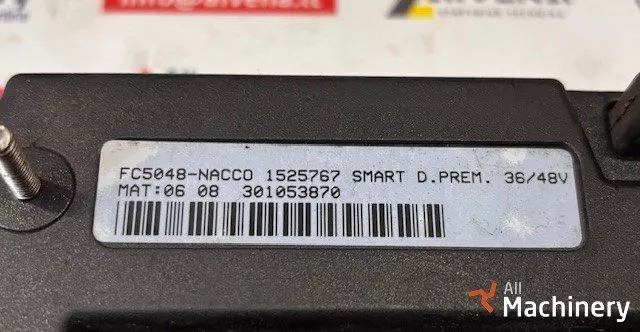 FC5048-NACCO 1525767 SMART D.PREM. 36/48V
MAT:06 08 301053870
All
Machinery